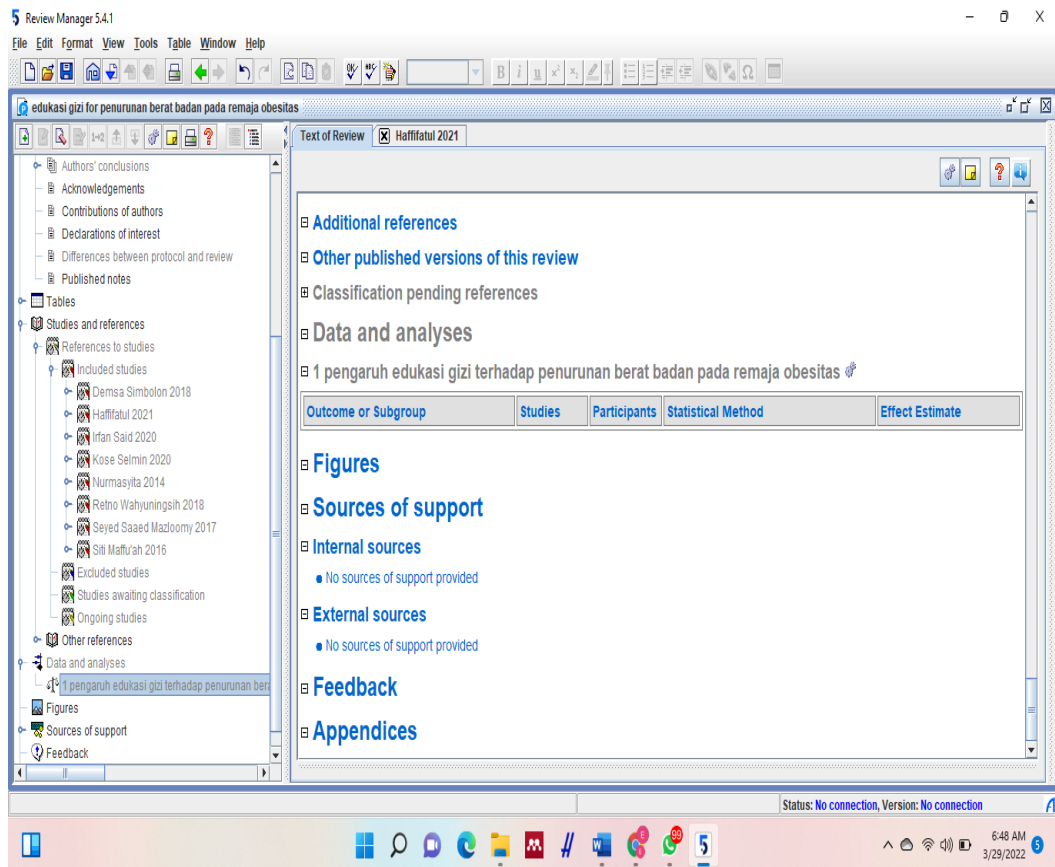 5 Review Manager 5.4.1
File Edit Format View Tools Table Window Help
edukasi gizi for penurunan berat badan pada remaja obesitas
Authors' conclusions
Acknowledgements
Contributions of authors
Declarations of interest
Differences between protocol and review
Published notes
Tables
Studies and references
References to studies
Included studies
Demsa Simbolon 2018
Haffifatul 2021
Irfan Said 2020
Kose Selmin 2020
Nurmasyita 2014
Retno Wahyuningsih 2018
Seyed Saaed Mazloomy 2017
Siti Maffu'ah 2016
Excluded studies
Studies awaiting classification
Ongoing studies
Other references
Data and analyses
1 pengaruh edukasi gizi terhadap penurunan bera
Figures
Sources of support
Feedback
Text of Review Haffifatul 2021
Additional references
Other published versions of this review
Classification pending references
Data and analyses
1 pengaruh edukasi gizi terhadap penurunan berat badan pada remaja obesitas
Outcome or Subgroup Studies Participants Statistical Method Effect Estimate
Figures
Sources of support
Internal sources
No sources of support provided
External sources
No sources of support provided
Feedback
Appendices
Status: No connection, Version: No connection
99
6:48 AM
3/29/2022
5